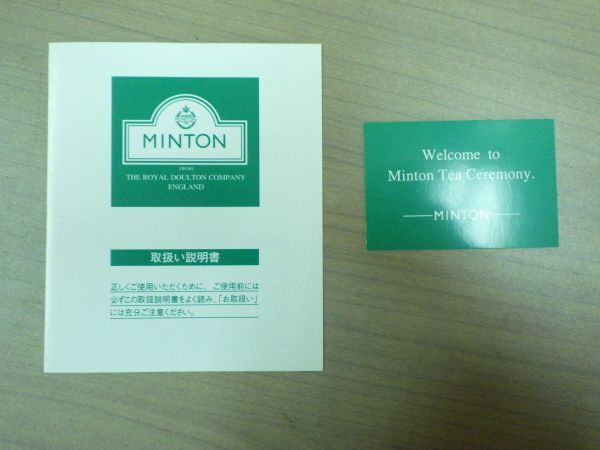 MINTON
FROM
THE ROYAL DOULTON COMPANY
ENGLAND
取扱い説明書
正しくご使用いただくために、ご使用前には
必ずこの取扱説明書をよく読み、「お取扱い」
には充分ご注意ください。
Welcome to
Minton Tea Ceremony.
MINTON